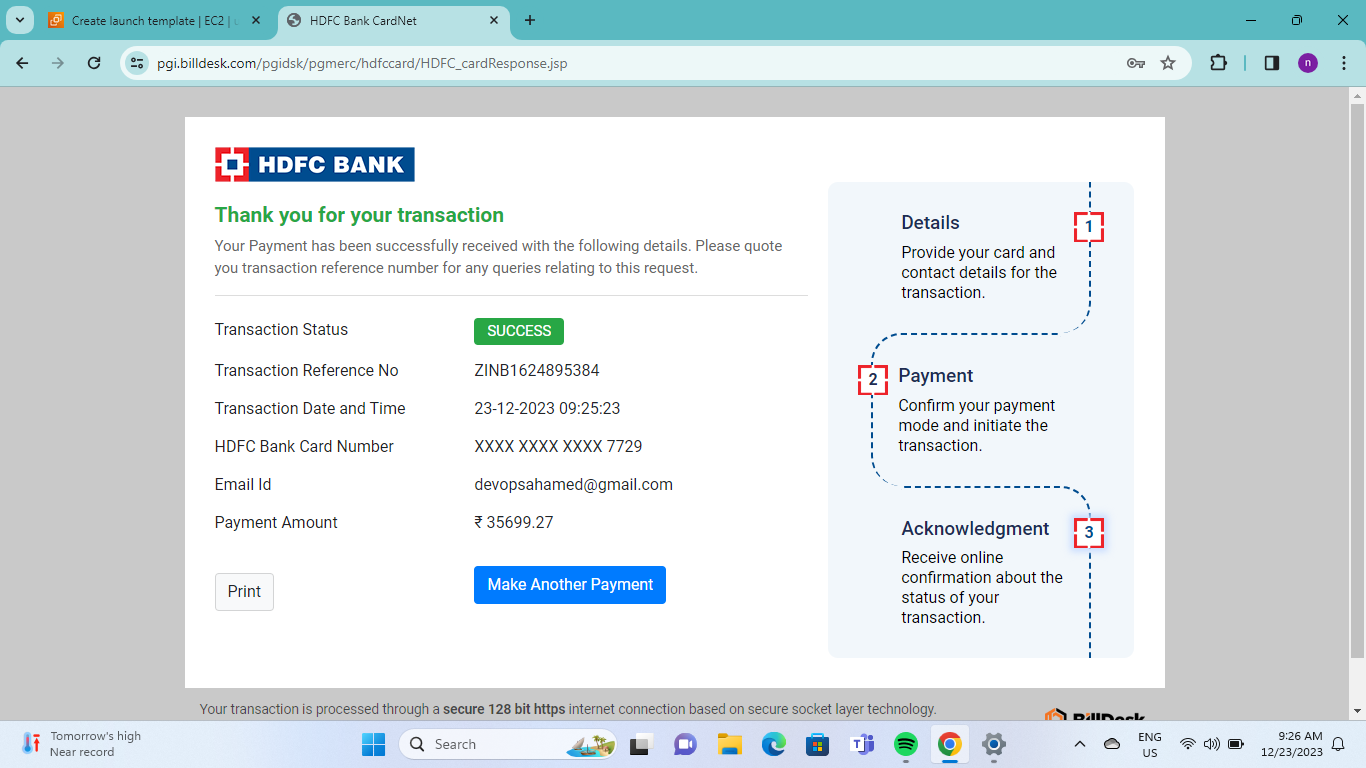 Create launch template | EC2 | u
HDFC Bank CardNet
pgi.billdesk.com/pgidsk/pgmerc/hdfccard/HDFC_cardResponse.jsp
n
HDFC BANK
Thank you for your transaction
Your Payment has been successfully received with the following details. Please quote
you transaction reference number for any queries relating to this request.
Transaction Status SUCCESS
Transaction Reference No ZINB1624895384
Transaction Date and Time 23-12-2023 09:25:23
HDFC Bank Card Number XXXX XXXX XXXX 7729
Email Id devopsahamed@gmail.com
Payment Amount ₹ 35699.27
Print
Make Another Payment
Details
1
Provide your card and
contact details for the
transaction.
2
Payment
Confirm your payment
mode and initiate the
transaction.
Acknowledgment
3
Receive online
confirmation about the
status of your
transaction.
Your transaction is processed through a secure 128 bit https internet connection based on secure socket layer technology.
BillDesk
Tomorrow's high
Near record
Search
ENG
US
9:26 AM
12/23/2023